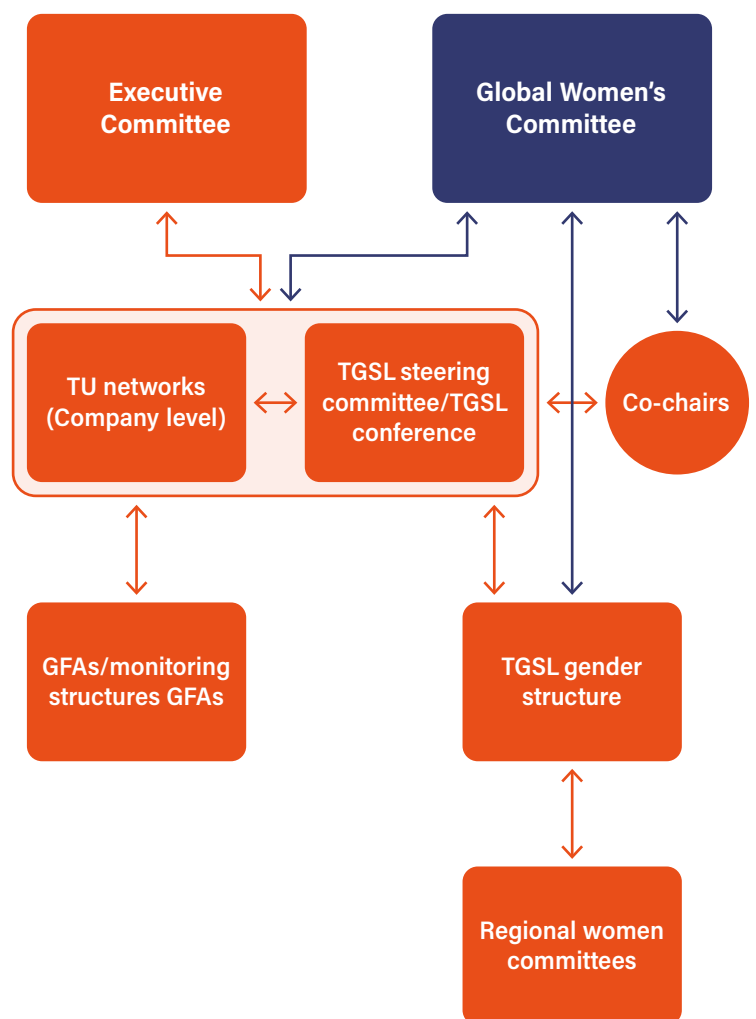 Executive
Committee
Global Women's
Committee
TU networks
(Company level)
TGSL steering
committee/TGSL
conference
Co-chairs
GFAs/monitoring
structures GFAs
TGSL gender
structure
Regional women
committees